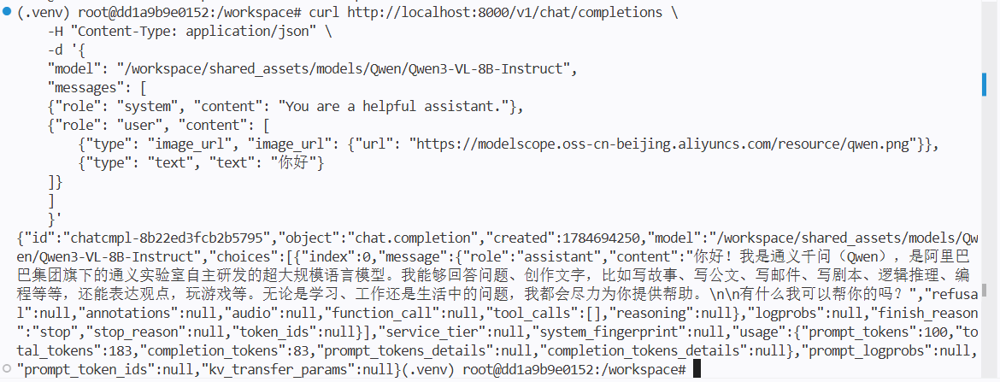 (.venv) root@dd1a9b9e0152:/workspace# curl http://localhost:8000/v1/chat/completions \
    -H "Content-Type: application/json" \
    -d '{
    "model": "/workspace/shared_assets/models/Qwen/Qwen3-VL-8B-Instruct",
    "messages": [
    {"role": "system", "content": "You are a helpful assistant."},
    {"role": "user", "content": [
        {"type": "image_url", "image_url": {"url": "https://modelscope.oss-cn-beijing.aliyuncs.com/resource/qwen.png"}},
        {"type": "text", "text": "你好"}
    ]}
    ]
    }'
{"id":"chatcmpl-8b22ed3fcb2b5795","object":"chat.completion","created":1784694250,"model":"/workspace/shared_assets/models/Qw
en/Qwen3-VL-8B-Instruct","choices":[{"index":0,"message":{"role":"assistant","content":"你好！我是通义千问（Qwen），是阿里巴
巴集团旗下的通义实验室自主研发的超大规模语言模型。我能够回答问题、创作文字，比如写故事、写公文、写邮件、写剧本、逻辑推理、编
程等等，还能表达观点，玩游戏等。无论是学习、工作还是生活中的问题，我都会尽力为你提供帮助。\n\n有什么我可以帮你的吗？","refus
al":null,"annotations":null,"audio":null,"function_call":null,"tool_calls":[],"reasoning":null},"logprobs":null,"finish_reason
":"stop","stop_reason":null,"token_ids":null}],"service_tier":null,"system_fingerprint":null,"usage":{"prompt_tokens":100,"to
tal_tokens":183,"completion_tokens":83,"prompt_tokens_details":null,"completion_tokens_details":null},"prompt_logprobs":null,
"prompt_token_ids":null,"kv_transfer_params":null}(.venv) root@dd1a9b9e0152:/workspace#